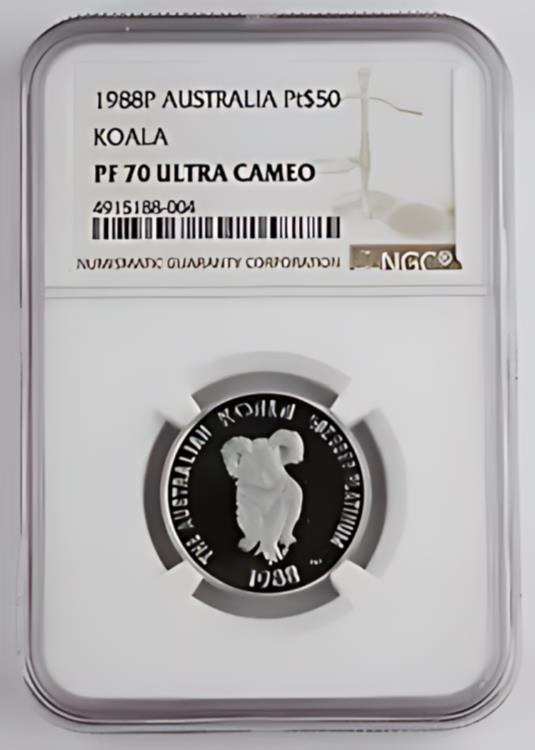 1988P AUSTRALIA Pt$50
KOALA
PF 70 ULTRA CAMEO
4915188-004
NUMISMATIC GUARANTY CORPORATION
NGC®
THE AUSTRALIAN KOALA PLATINUM
1988